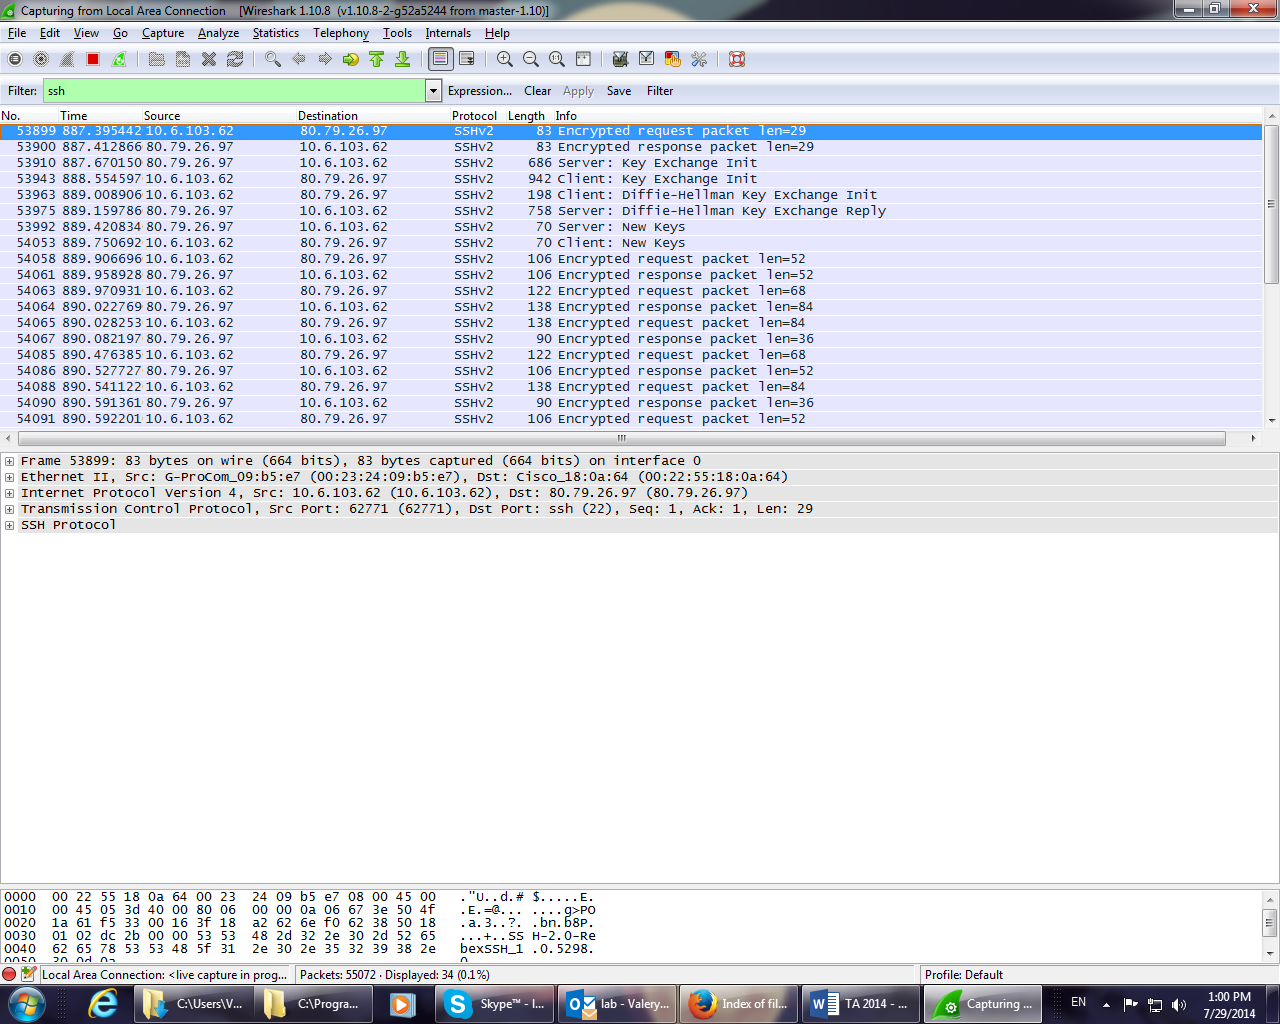 Capturing from Local Area Connection [Wireshark 1.10.8 (v1.10.8-2-g52a5244 from master-1.10)]
File Edit View Go Capture Analyze Statistics Telephony Tools Internals Help
Filter: ssh Expression... Clear Apply Save Filter
No. Time Source Destination Protocol Length Info
53899 887.395442 10.6.103.62 80.79.26.97 SSHv2 83 Encrypted request packet len=29
53900 887.412866 80.79.26.97 10.6.103.62 SSHv2 83 Encrypted response packet len=29
53910 887.670150 80.79.26.97 10.6.103.62 SSHv2 686 Server: Key Exchange Init
53943 888.554597 10.6.103.62 80.79.26.97 SSHv2 942 Client: Key Exchange Init
53963 889.008906 10.6.103.62 80.79.26.97 SSHv2 198 Client: Diffie-Hellman Key Exchange Init
53975 889.159786 80.79.26.97 10.6.103.62 SSHv2 758 Server: Diffie-Hellman Key Exchange Reply
53992 889.420834 80.79.26.97 10.6.103.62 SSHv2 70 Server: New Keys
54053 889.750692 10.6.103.62 80.79.26.97 SSHv2 70 Client: New Keys
54058 889.906696 10.6.103.62 80.79.26.97 SSHv2 106 Encrypted request packet len=52
54061 889.958928 80.79.26.97 10.6.103.62 SSHv2 106 Encrypted response packet len=52
54063 889.970931 10.6.103.62 80.79.26.97 SSHv2 122 Encrypted request packet len=68
54064 890.022769 80.79.26.97 10.6.103.62 SSHv2 138 Encrypted response packet len=84
54065 890.028253 10.6.103.62 80.79.26.97 SSHv2 138 Encrypted request packet len=84
54067 890.082197 80.79.26.97 10.6.103.62 SSHv2 90 Encrypted response packet len=36
54085 890.476385 10.6.103.62 80.79.26.97 SSHv2 122 Encrypted request packet len=68
54086 890.527727 80.79.26.97 10.6.103.62 SSHv2 106 Encrypted response packet len=52
54088 890.541122 10.6.103.62 80.79.26.97 SSHv2 138 Encrypted request packet len=84
54090 890.591361 80.79.26.97 10.6.103.62 SSHv2 90 Encrypted response packet len=36
54091 890.592201 10.6.103.62 80.79.26.97 SSHv2 106 Encrypted request packet len=52
Frame 53899: 83 bytes on wire (664 bits), 83 bytes captured (664 bits) on interface 0
Ethernet II, Src: G-ProCom_09:b5:e7 (00:23:24:09:b5:e7), Dst: Cisco_18:0a:64 (00:22:55:18:0a:64)
Internet Protocol Version 4, Src: 10.6.103.62 (10.6.103.62), Dst: 80.79.26.97 (80.79.26.97)
Transmission Control Protocol, Src Port: 62771 (62771), Dst Port: ssh (22), Seq: 1, Ack: 1, Len: 29
SSH Protocol
0000 00 22 55 18 0a 64 00 23 24 09 b5 e7 08 00 45 00 ."U..d.# $.....E.
0010 00 45 05 3d 40 00 80 06 00 00 0a 06 67 3e 50 4f .E.=@... ....g>PO
0020 1a 61 f5 33 00 16 3f 18 a2 62 6e f0 62 38 50 18 .a.3..?. .bn.b8P.
0030 01 02 dc 2b 00 00 53 53 48 2d 32 2e 30 2d 52 65 ...+..SS H-2.0-Re
0040 62 65 78 53 53 48 5f 31 2e 30 2e 35 32 39 38 2e bexSSH_1 .0.5298.
0050 30 0d 0a 0..
Local Area Connection: <live capture in prog... Packets: 55072 · Displayed: 34 (0.1%) Profile: Default
C:\Users\V... C:\Progra... Skype™ - I... lab - Valery... Index of fil... TA 2014 - ... Capturing ... EN 1:00 PM
7/29/2014